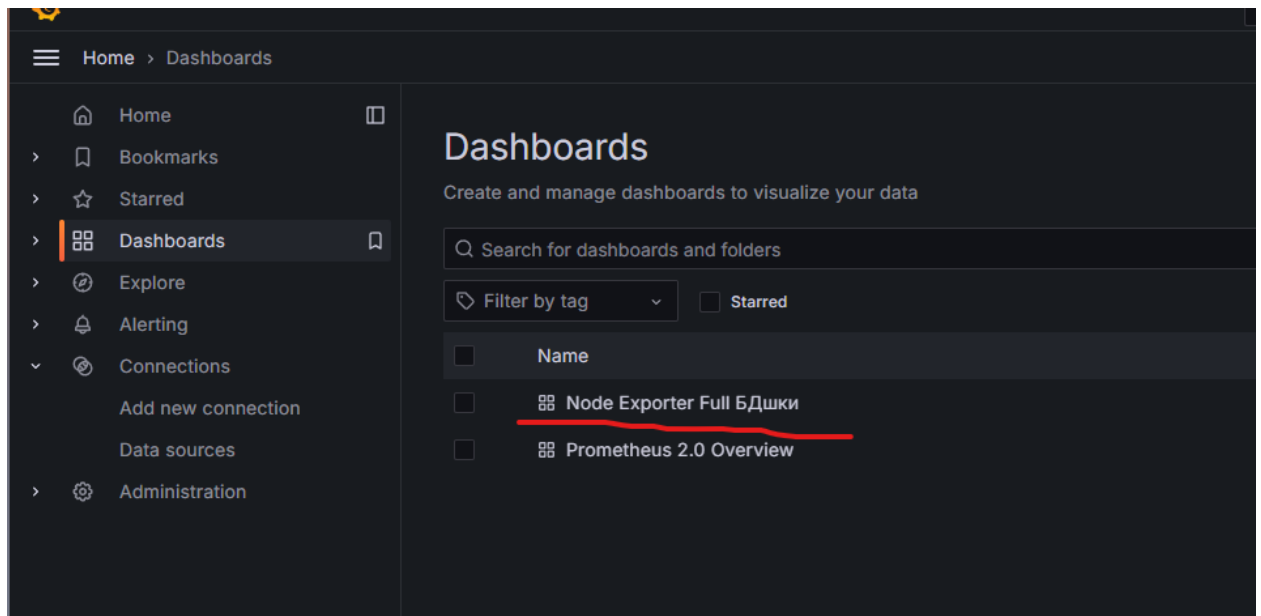 Home › Dashboards
Home
Bookmarks
Starred
Dashboards
Explore
Alerting
Connections
Add new connection
Data sources
Administration
Dashboards
Create and manage dashboards to visualize your data
Search for dashboards and folders
Filter by tag
Starred
Name
Node Exporter Full БДшки
Prometheus 2.0 Overview